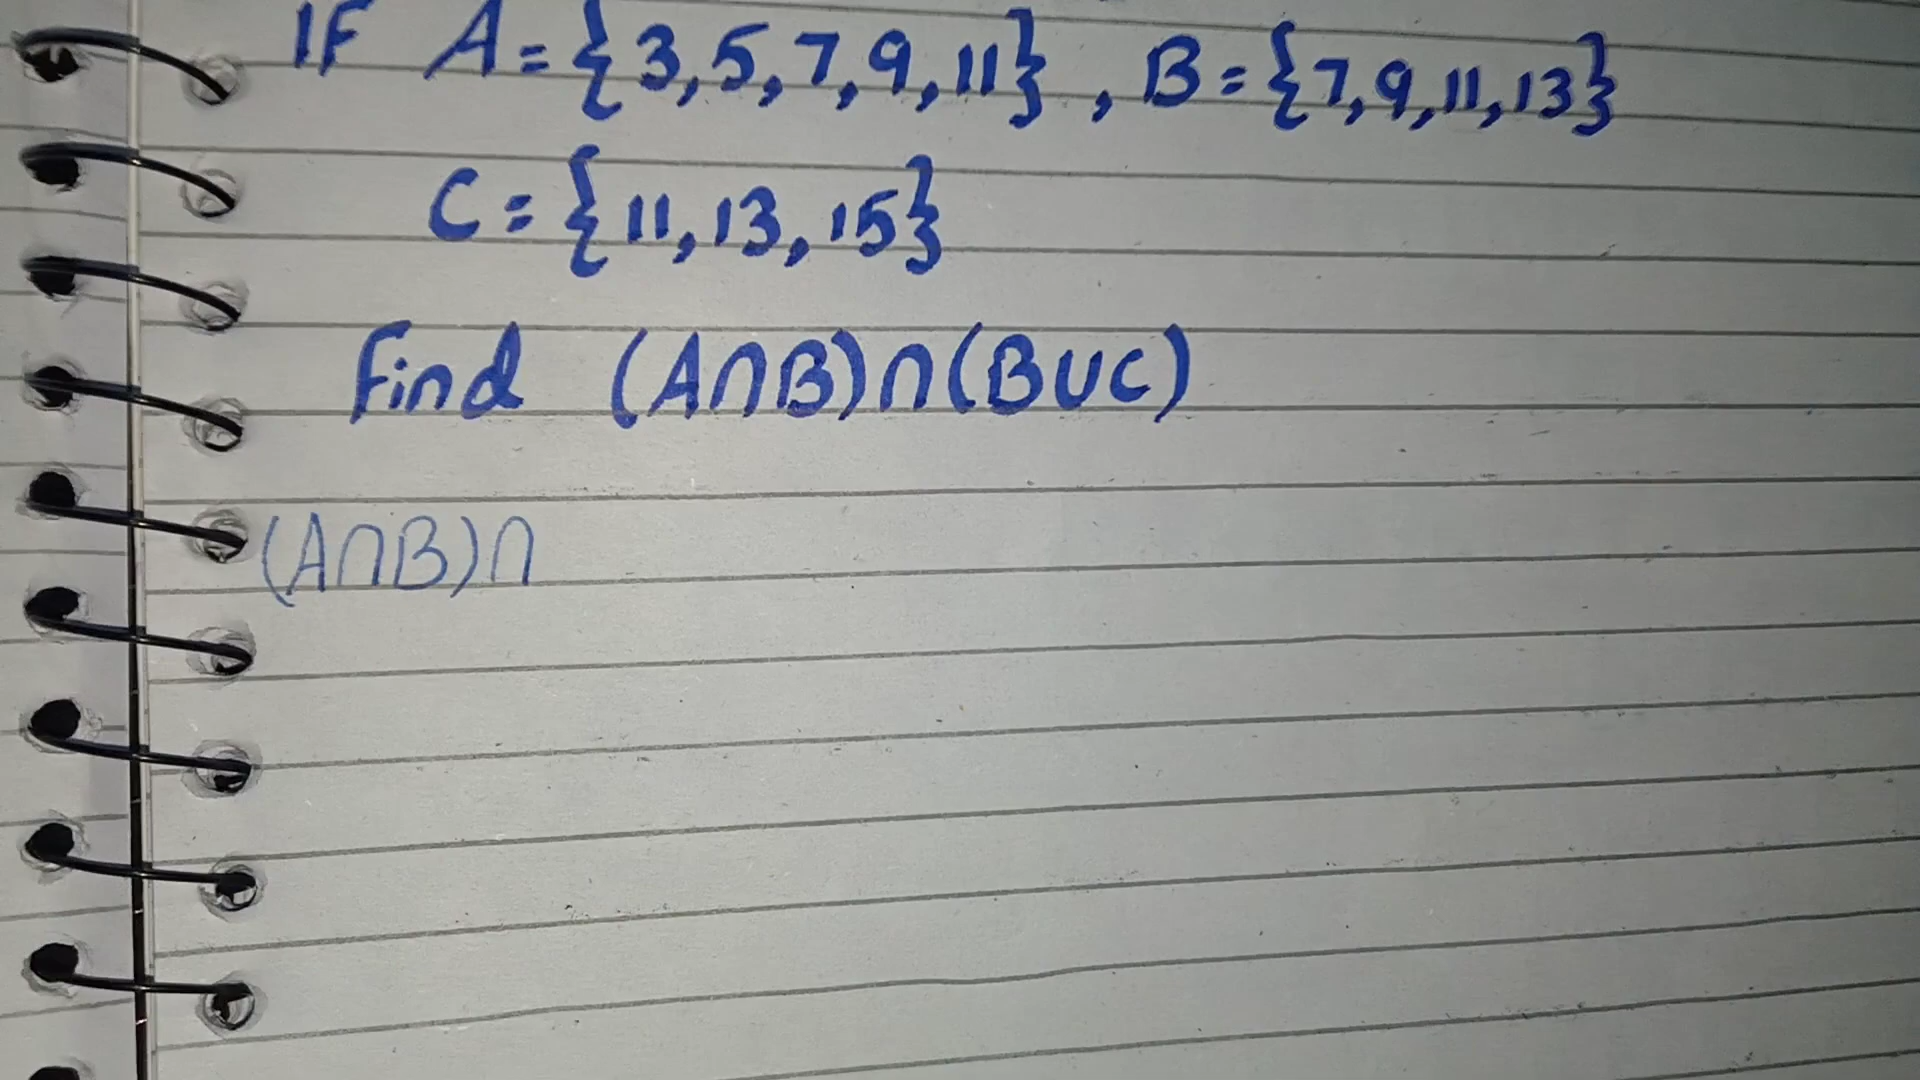 IF A={3,5,7,9,11}, B={7,9,11,13}
C={11,13,15}
Find (A∩B)∩(B∪C)
(A∩B)∩